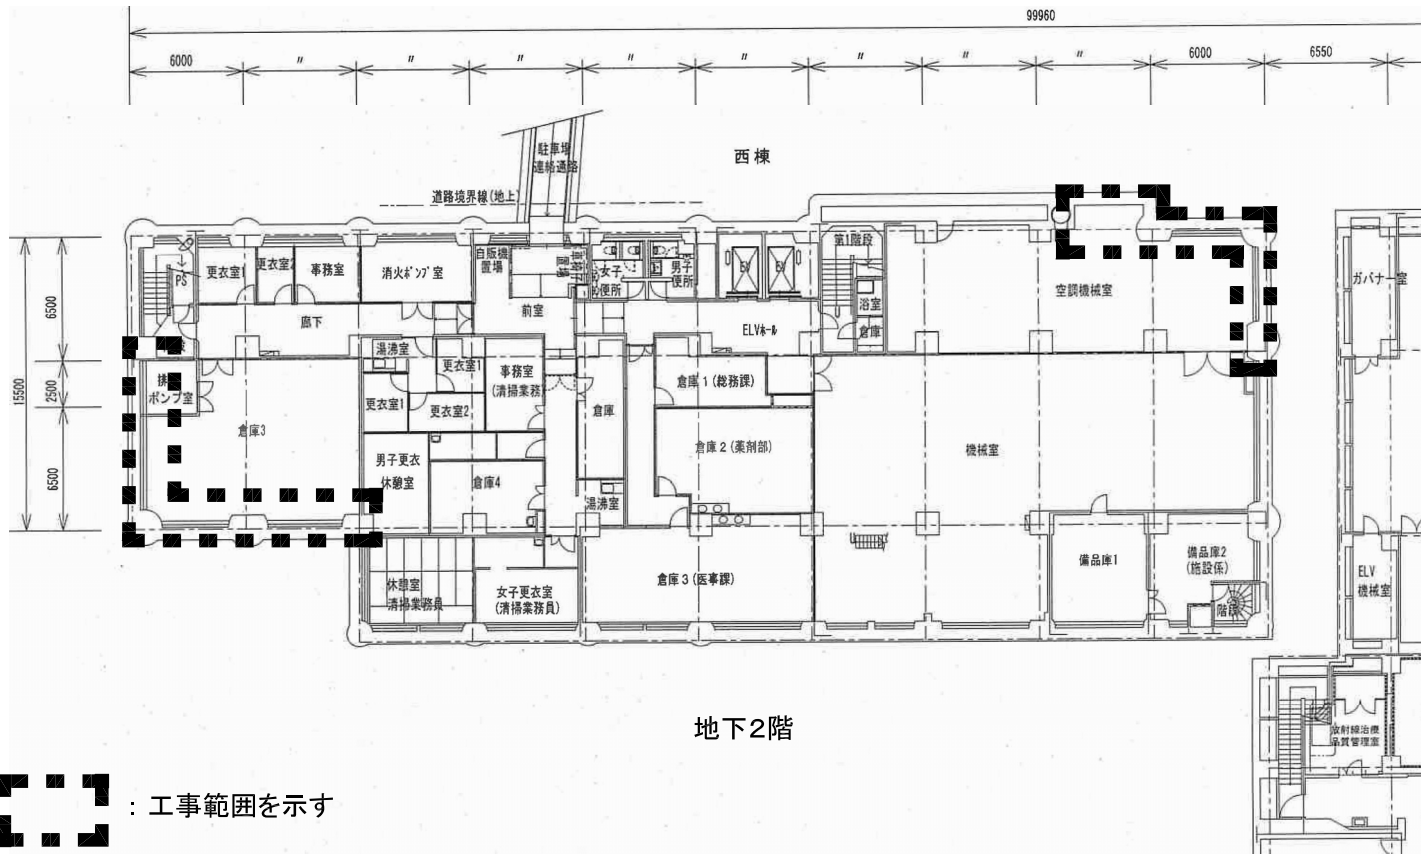 99960
6000
〃
〃
〃
〃
〃
〃
〃
〃
6000
6550
西棟
駐車場
連絡通路
道路境界線(地上)
15500
6500
2500
6500
PS
更衣室1
更衣室2
事務室
消火ポンプ室
自販機
置場
車椅子
置場
前室
女子
便所
男子
便所
EV
EV
第1階段
浴室
倉庫
空調機械室
ガバナー室
廊下
ELVホール
湯沸室
更衣室1
事務室
(清掃業務)
倉庫
倉庫1(総務課)
ポンプ室
倉庫3
更衣室1
更衣室2
倉庫2(薬剤部)
機械室
男子更衣
休憩室
倉庫4
湯沸室
休憩室
清掃業務員
女子更衣室
(清掃業務員)
倉庫3(医事課)
備品庫1
備品庫2
(施設係)
階段
ELV
機械室
放射線治療
品質管理室
地下2階
：工事範囲を示す